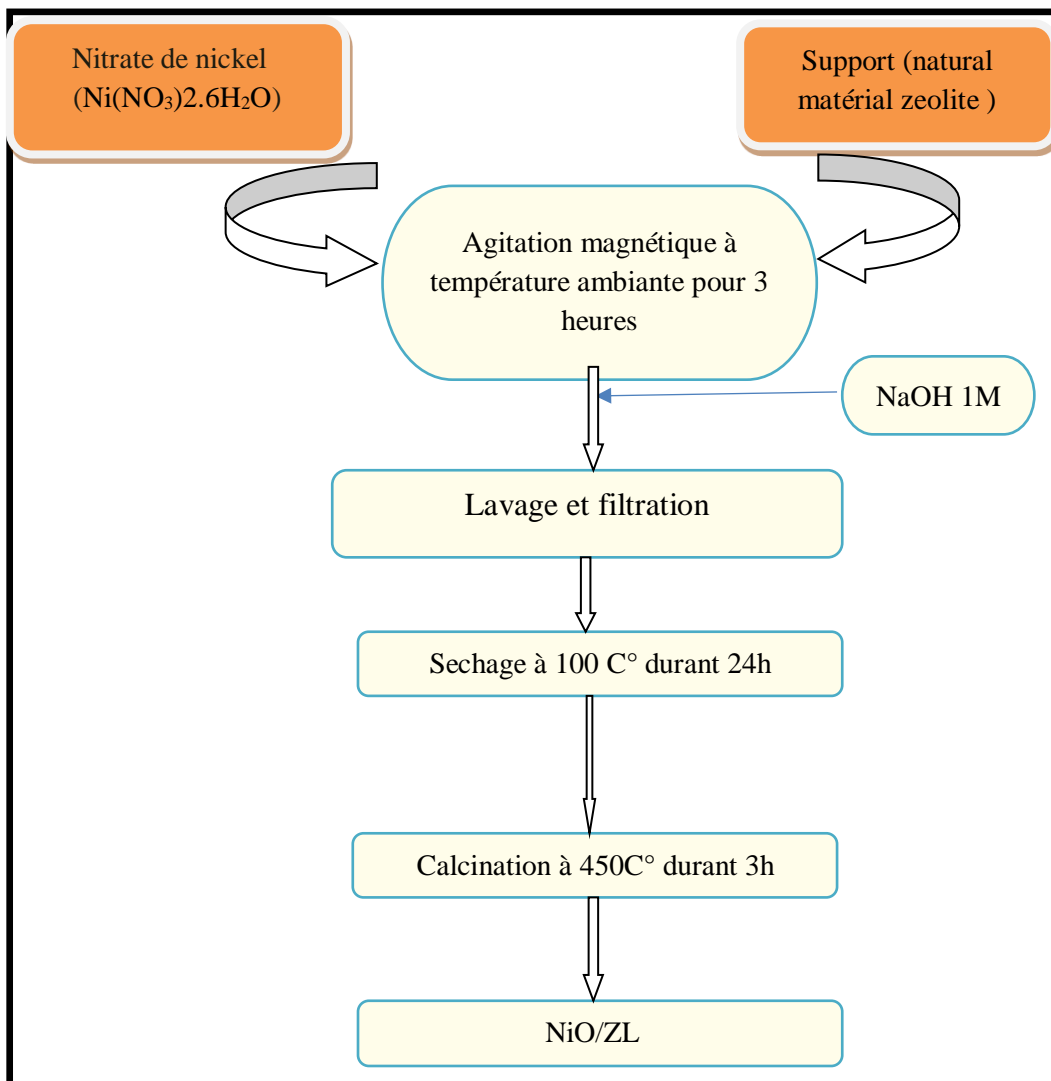 Nitrate de nickel
(Ni(NO₃)2.6H₂O)
Support (natural
matérial zeolite )
Agitation magnétique à
température ambiante pour 3
heures
NaOH 1M
Lavage et filtration
Sechage à 100 C° durant 24h
Calcination à 450C° durant 3h
NiO/ZL